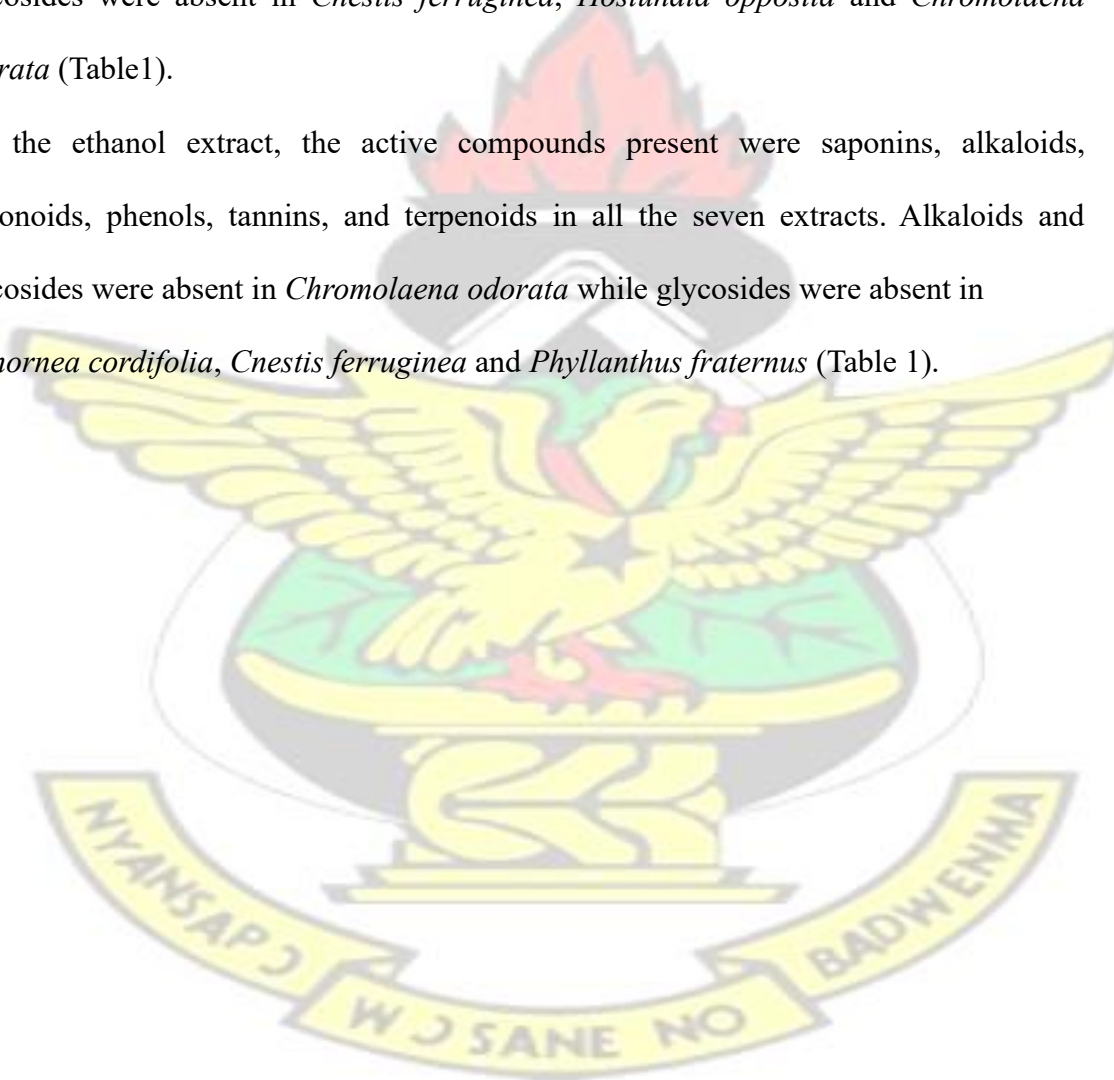 cosides were absent in Cnestis ferruginea, Hoslundia opposita and Chromolaena
rata (Table1).
the ethanol extract, the active compounds present were saponins, alkaloids,
onoids, phenols, tannins, and terpenoids in all the seven extracts. Alkaloids and
cosides were absent in Chromolaena odorata while glycosides were absent in
hornea cordifolia, Cnestis ferruginea and Phyllanthus fraternus (Table 1).
NYANSAPƆ
WƆ SANE NO
BADWENMA